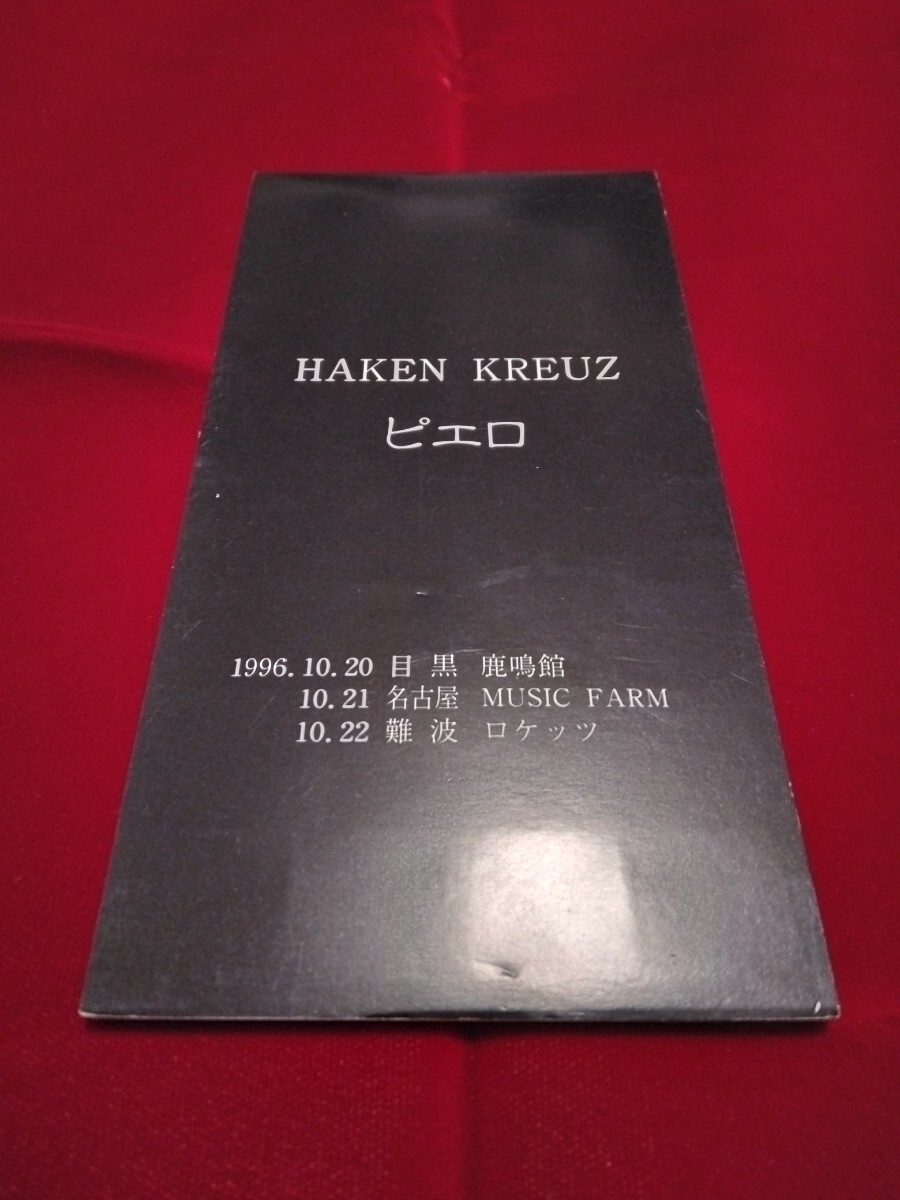 HAKEN KREUZ
ピエロ
1996.10.20 目黒 鹿鳴館
10.21 名古屋 MUSIC FARM
10.22 難波 ロケッツ